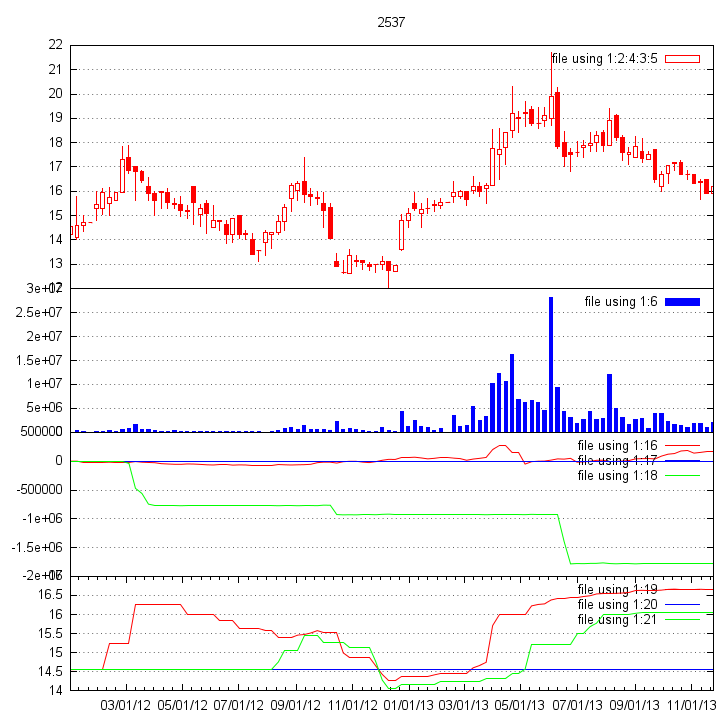 2537
22
file using 1:2:4:3:5
21
20
19
18
17
16
15
14
13
12
3e+07
file using 1:6
2.5e+07
2e+07
1.5e+07
1e+07
5e+06
500000
file using 1:16
0
file using 1:17
file using 1:18
-500000
-1e+06
-1.5e+06
-2e+06
file using 1:19
16.5
file using 1:20
16
file using 1:21
15.5
15
14.5
14
03/01/12 05/01/12 07/01/12 09/01/12 11/01/12 01/01/13 03/01/13 05/01/13 07/01/13 09/01/13 11/01/13